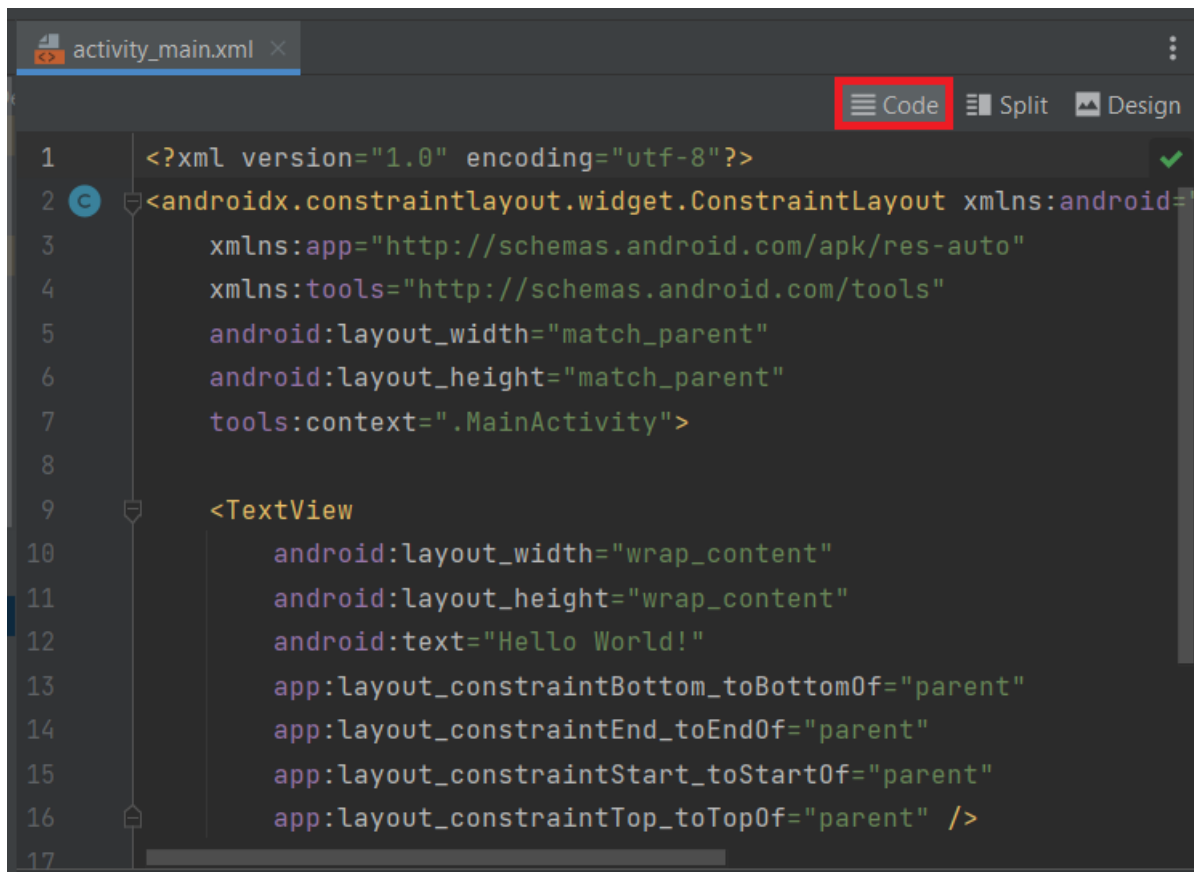 activity_main.xml
Code Split Design
1 <?xml version="1.0" encoding="utf-8"?>
2 C <androidx.constraintlayout.widget.ConstraintLayout xmlns:android="
3 xmlns:app="http://schemas.android.com/apk/res-auto"
4 xmlns:tools="http://schemas.android.com/tools"
5 android:layout_width="match_parent"
6 android:layout_height="match_parent"
7 tools:context=".MainActivity">
8
9 <TextView
10 android:layout_width="wrap_content"
11 android:layout_height="wrap_content"
12 android:text="Hello World!"
13 app:layout_constraintBottom_toBottomOf="parent"
14 app:layout_constraintEnd_toEndOf="parent"
15 app:layout_constraintStart_toStartOf="parent"
16 app:layout_constraintTop_toTopOf="parent" />
17